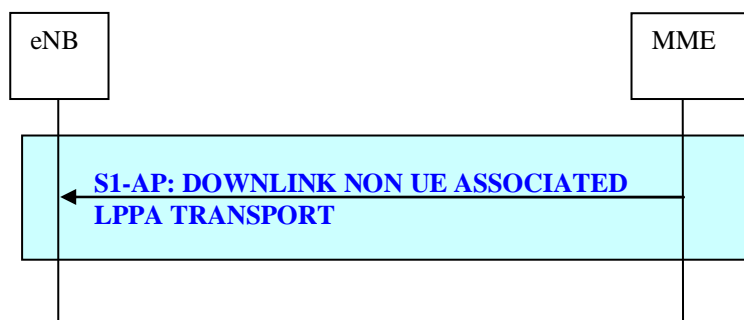 eNB
MME
S1-AP: DOWNLINK NON UE ASSOCIATED
LPPA TRANSPORT